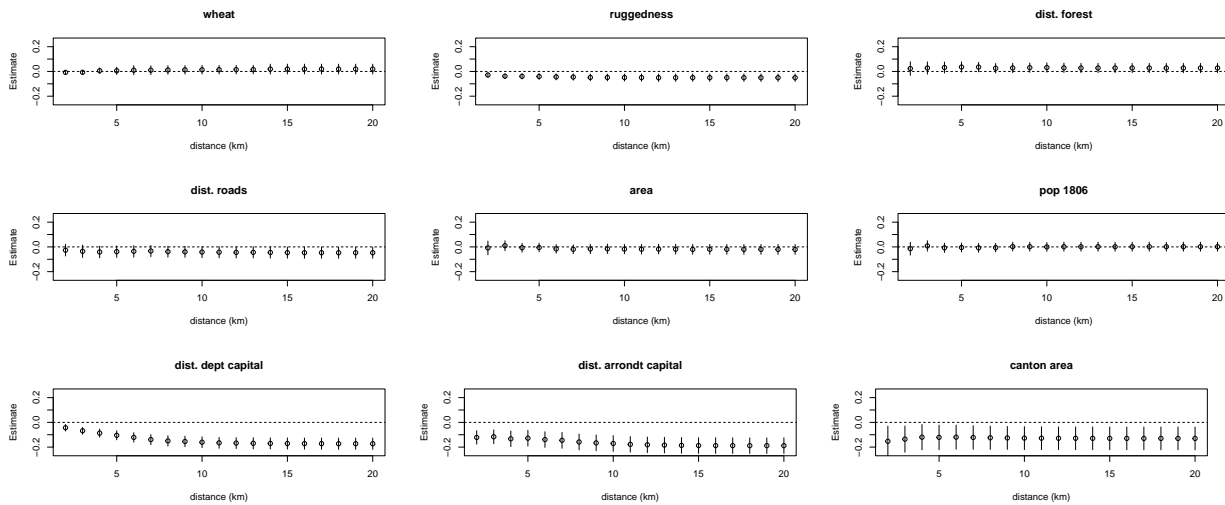 wheat
Estimate
0.2
0.0
−0.2
5
10
15
20
distance (km)
ruggedness
Estimate
0.2
0.0
−0.2
5
10
15
20
distance (km)
dist. forest
Estimate
0.2
0.0
−0.2
5
10
15
20
distance (km)
dist. roads
Estimate
0.2
0.0
−0.2
5
10
15
20
distance (km)
area
Estimate
0.2
0.0
−0.2
5
10
15
20
distance (km)
pop 1806
Estimate
0.2
0.0
−0.2
5
10
15
20
distance (km)
dist. dept capital
Estimate
0.2
0.0
−0.2
5
10
15
20
distance (km)
dist. arrondt capital
Estimate
0.2
0.0
−0.2
5
10
15
20
distance (km)
canton area
Estimate
0.2
0.0
−0.2
5
10
15
20
distance (km)